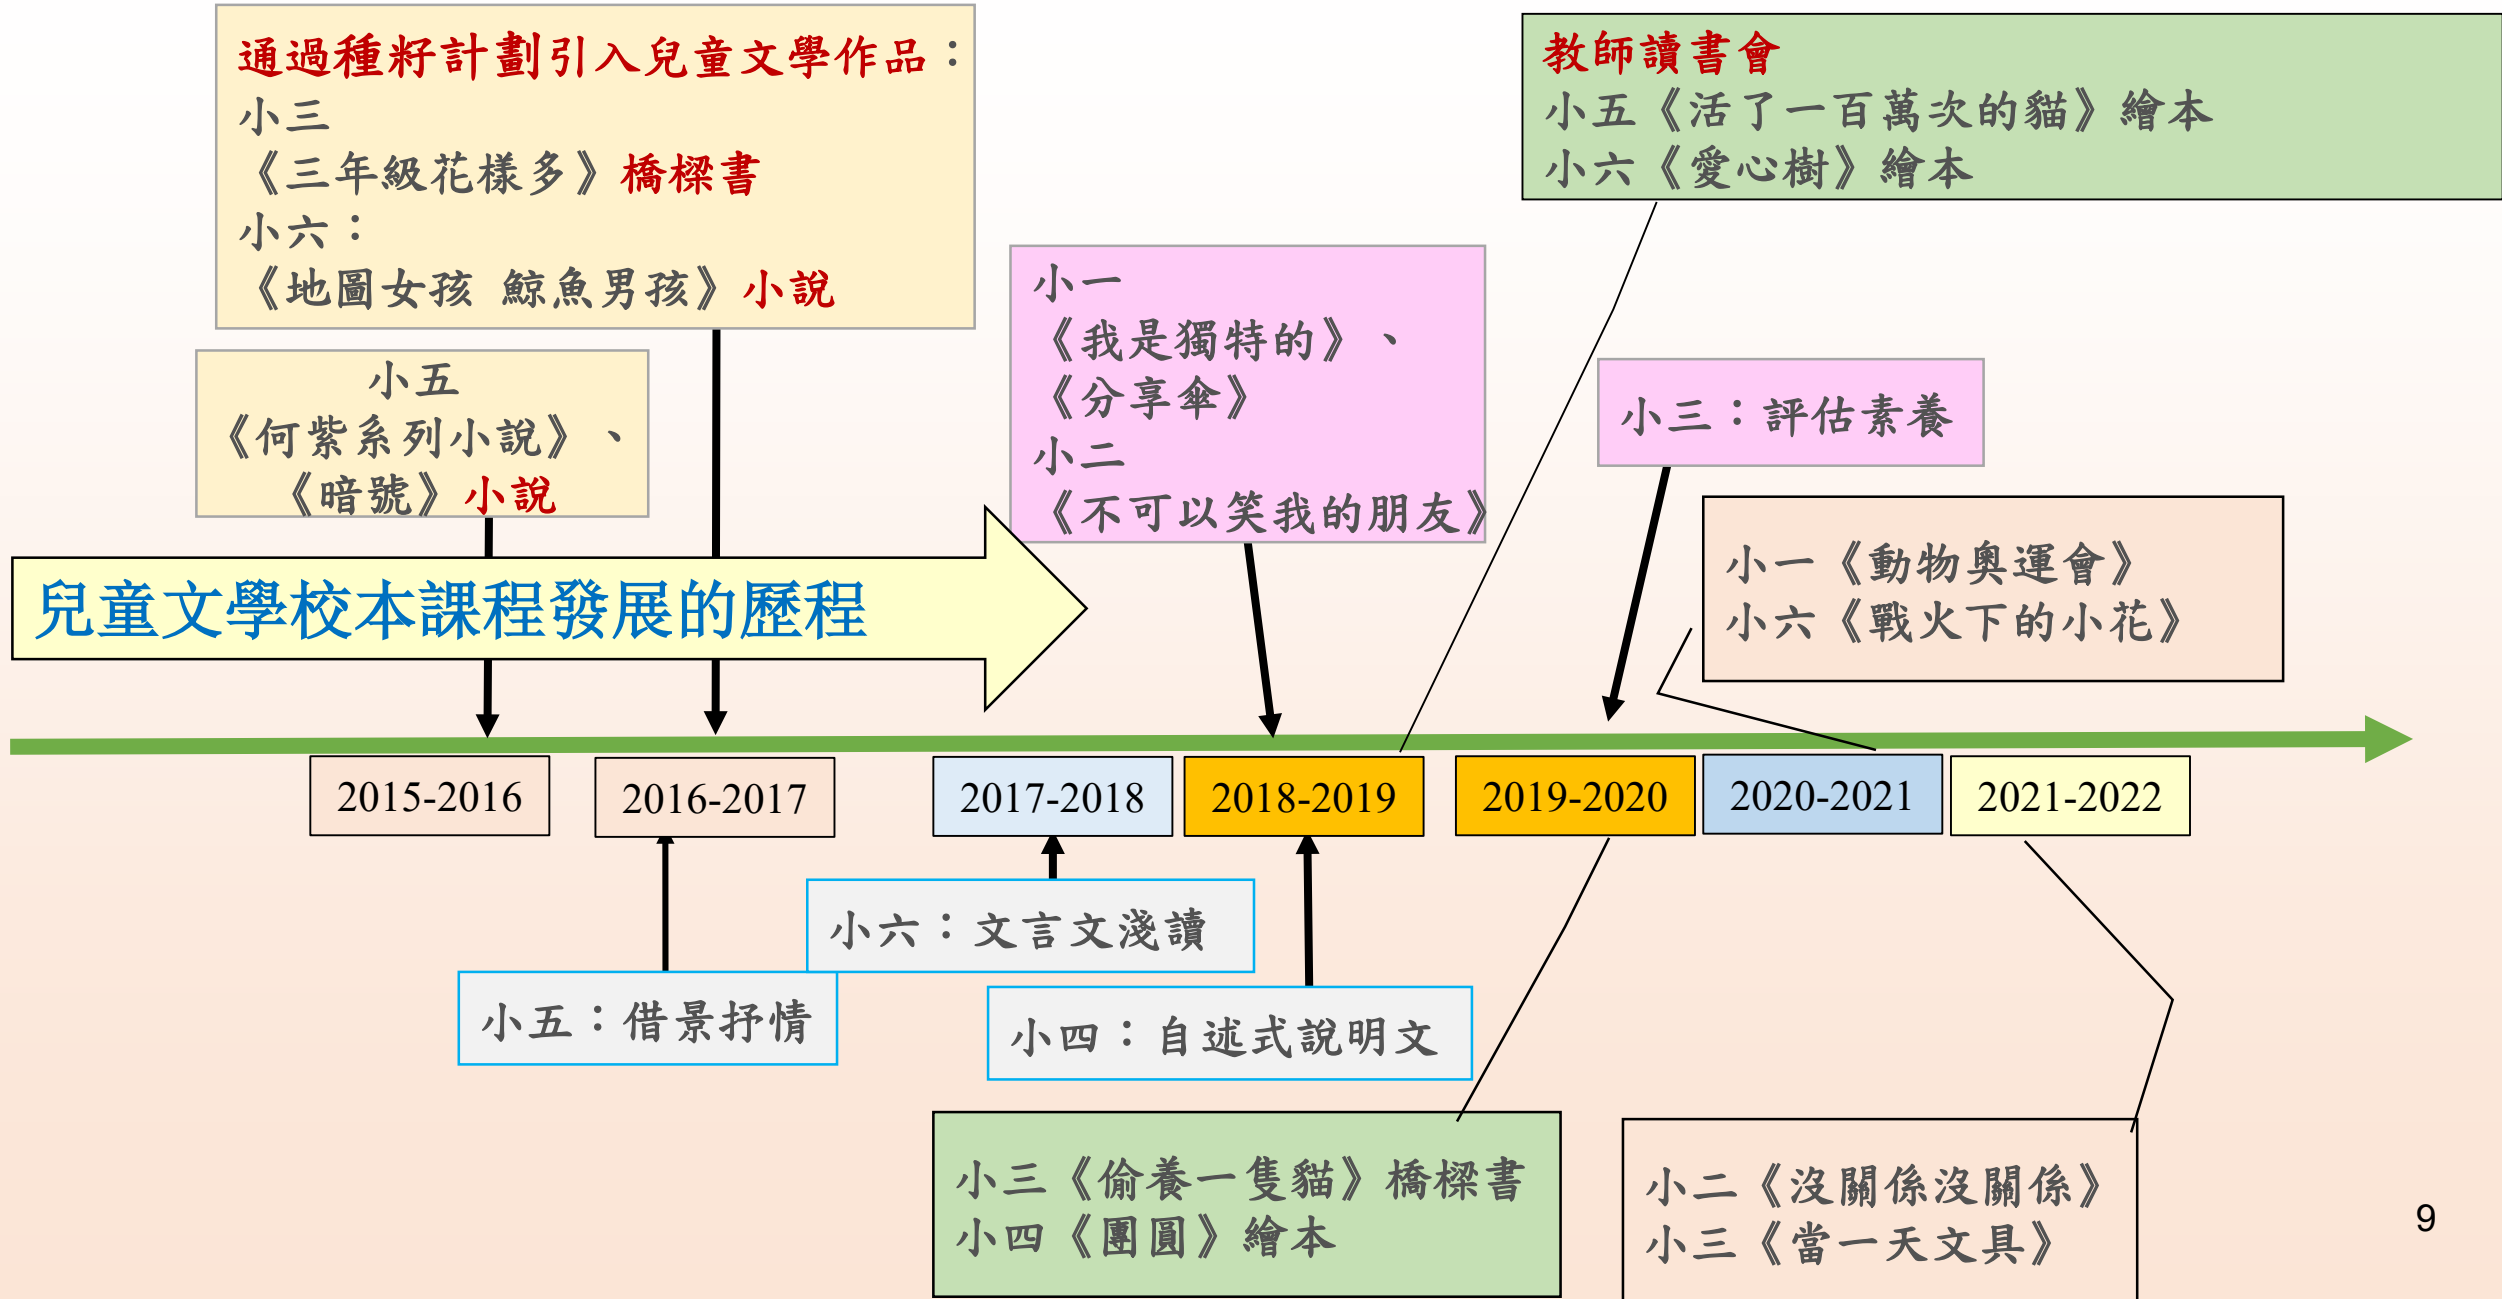 通過種籽計劃引入兒童文學作品：
小三
《三年級花樣多》橋樑書
小六：
《地圖女孩 鯨魚男孩》小說
教師讀書會
小五《活了一百萬次的貓》繪本
小六《愛心樹》繪本
小一
《我是獨特的》、
《分享傘》
小二
《不可以笑我的朋友》
小五
《何紫系列小說》、
《暗號》小說
小三：評估素養
小一《動物奧運會》
小六《戰火下的小花》
兒童文學校本課程發展的歷程
2015-2016
2016-2017
2017-2018
2018-2019
2019-2020
2020-2021
2021-2022
小六：文言文淺讀
小五：借景抒情
小四：自述式說明文
小三《偷養一隻貓》橋樑書
小四《團圓》繪本
小二《沒關係沒關係》
小三《當一天文具》
9